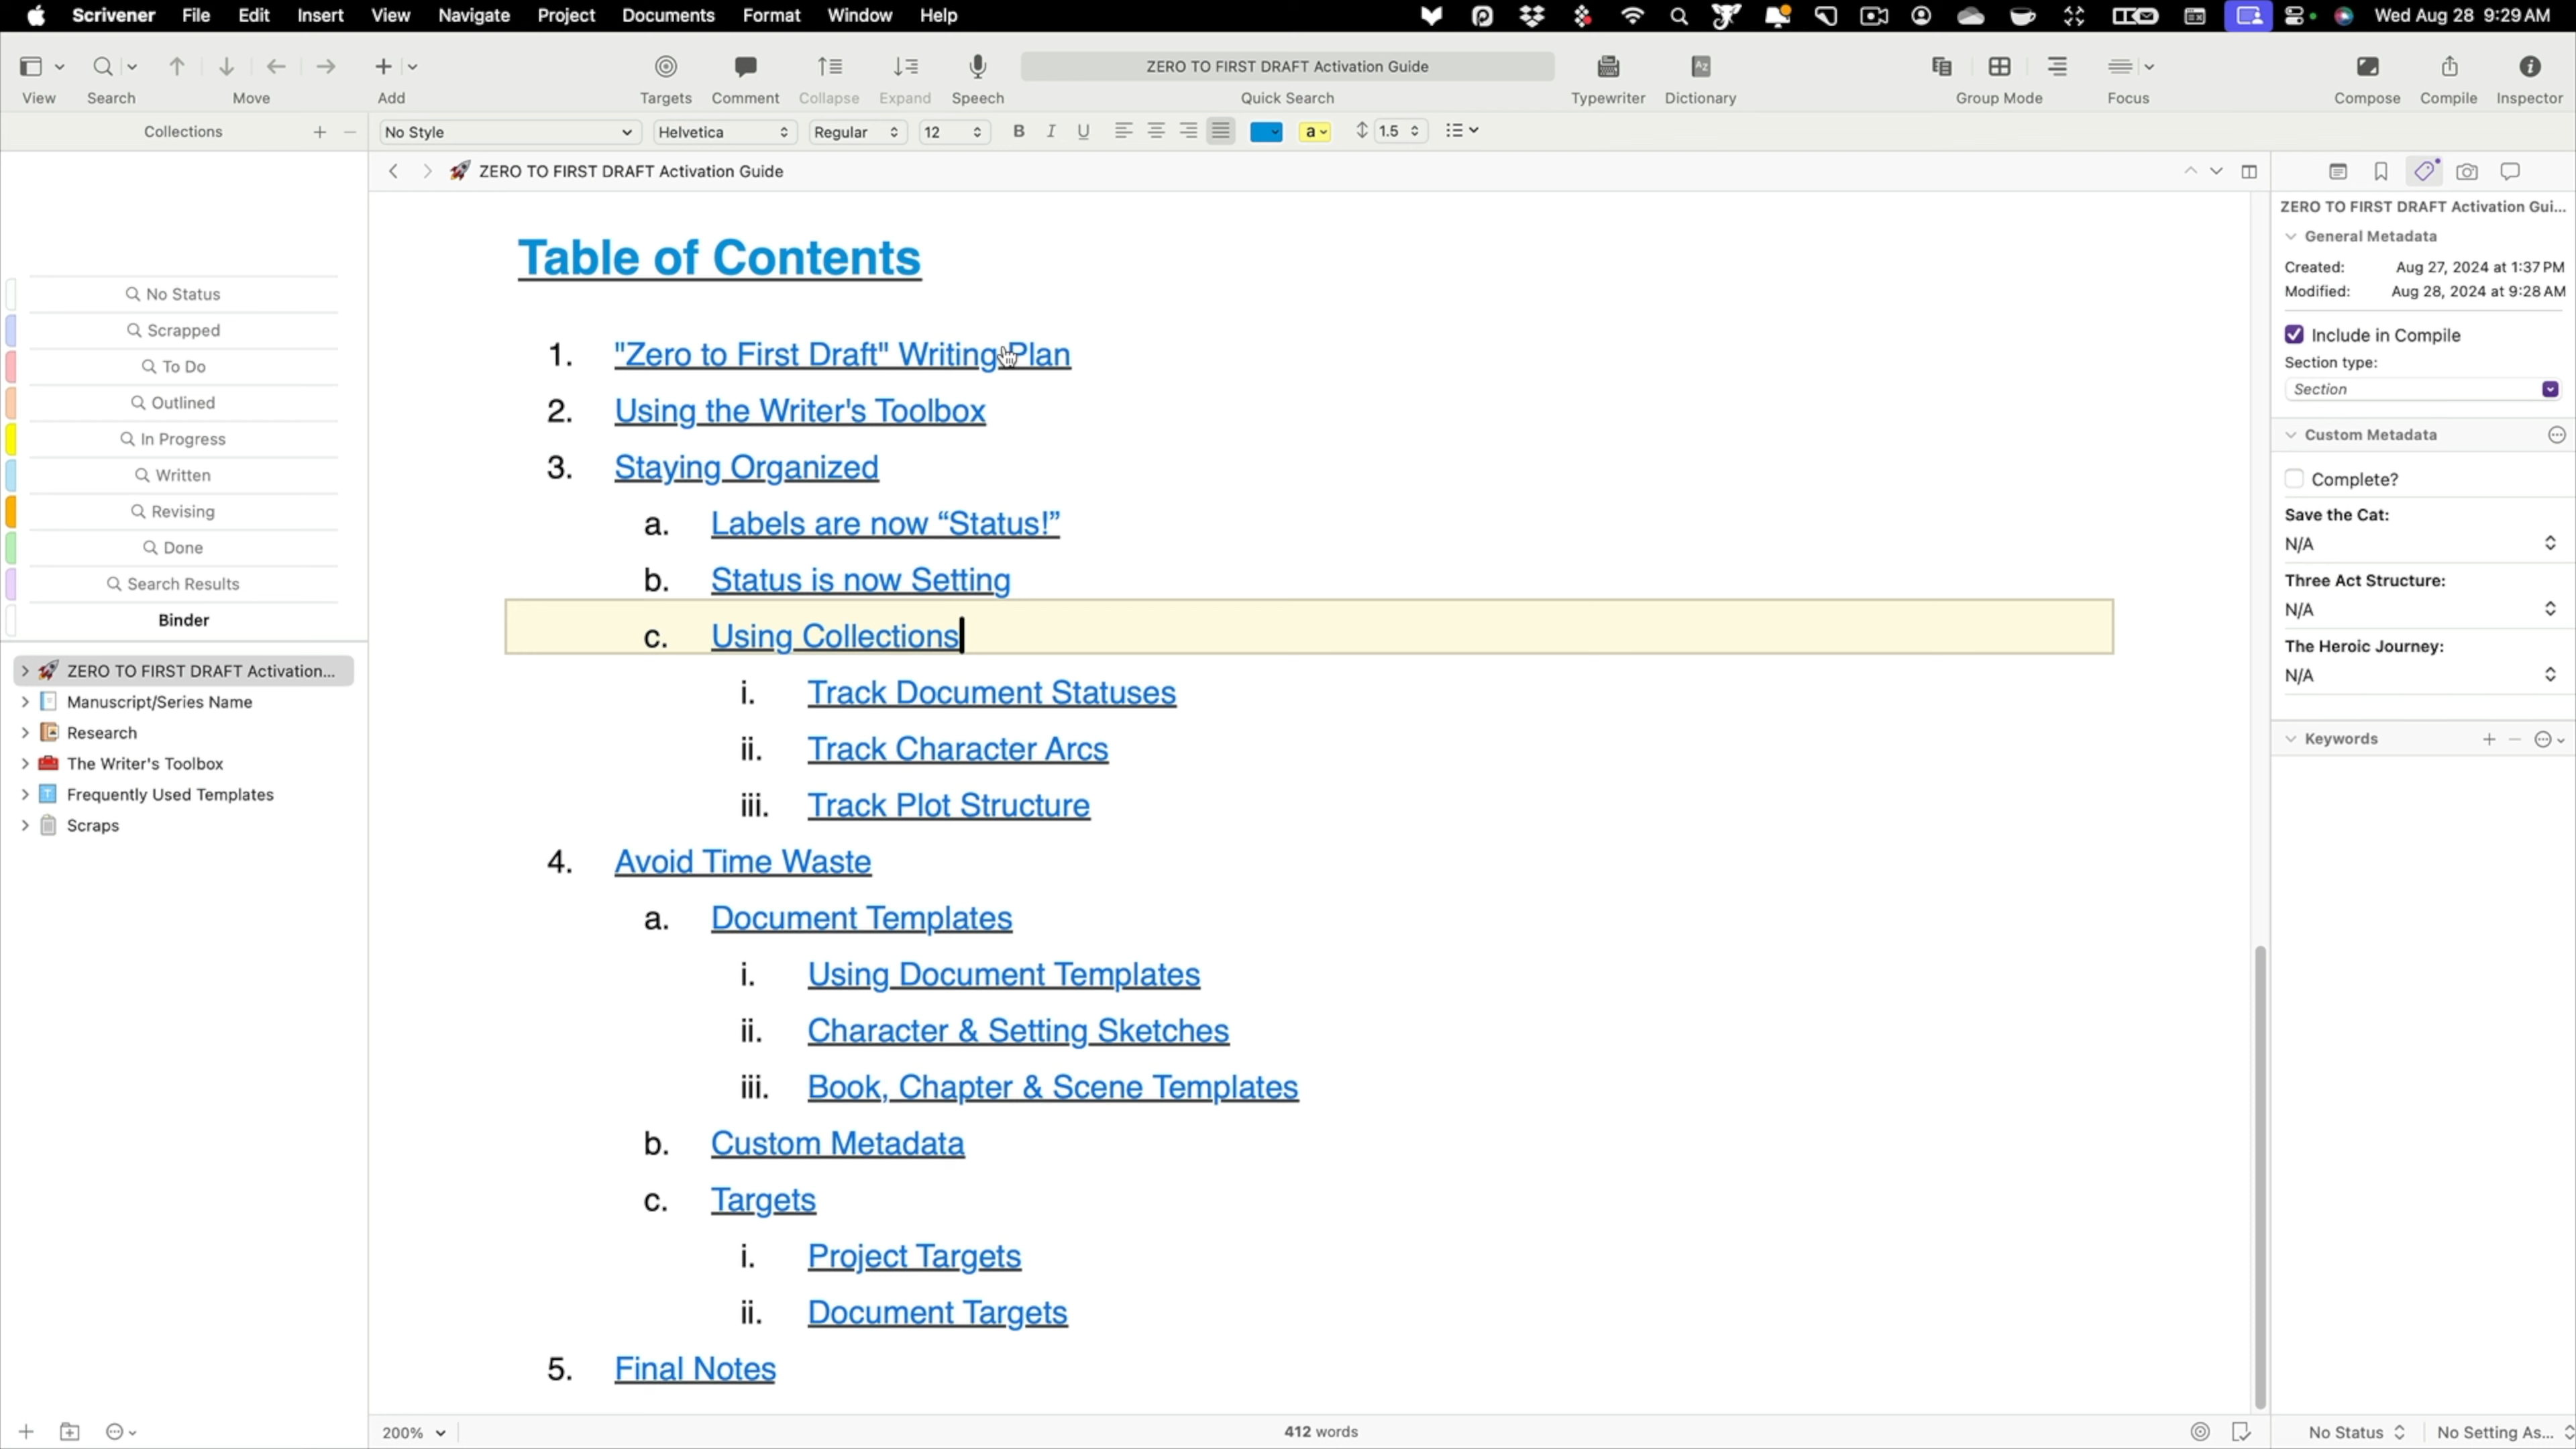 Scrivener File Edit Insert View Navigate Project Documents Format Window Help Wed Aug 28 9:29 AM
ZERO TO FIRST DRAFT Activation Guide
View Search Move Add Targets Comment Collapse Expand Speech Quick Search Typewriter Dictionary Group Mode Focus Compose Compile Inspector
Collections No Style Helvetica Regular 12 B I U a 1.5
ZERO TO FIRST DRAFT Activation Guide
No Status
Scrapped
To Do
Outlined
In Progress
Written
Revising
Done
Search Results
Binder
ZERO TO FIRST DRAFT Activation...
Manuscript/Series Name
Research
The Writer's Toolbox
Frequently Used Templates
Scraps
Table of Contents
1. "Zero to First Draft" Writing Plan
2. Using the Writer's Toolbox
3. Staying Organized
a. Labels are now “Status!”
b. Status is now Setting
c. Using Collections
i. Track Document Statuses
ii. Track Character Arcs
iii. Track Plot Structure
4. Avoid Time Waste
a. Document Templates
i. Using Document Templates
ii. Character & Setting Sketches
iii. Book, Chapter & Scene Templates
b. Custom Metadata
c. Targets
i. Project Targets
ii. Document Targets
5. Final Notes
ZERO TO FIRST DRAFT Activation Gui...
General Metadata
Created: Aug 27, 2024 at 1:37 PM
Modified: Aug 28, 2024 at 9:28 AM
Include in Compile
Section type:
Section
Custom Metadata
Complete?
Save the Cat:
N/A
Three Act Structure:
N/A
The Heroic Journey:
N/A
Keywords
200% 412 words No Status No Setting As...